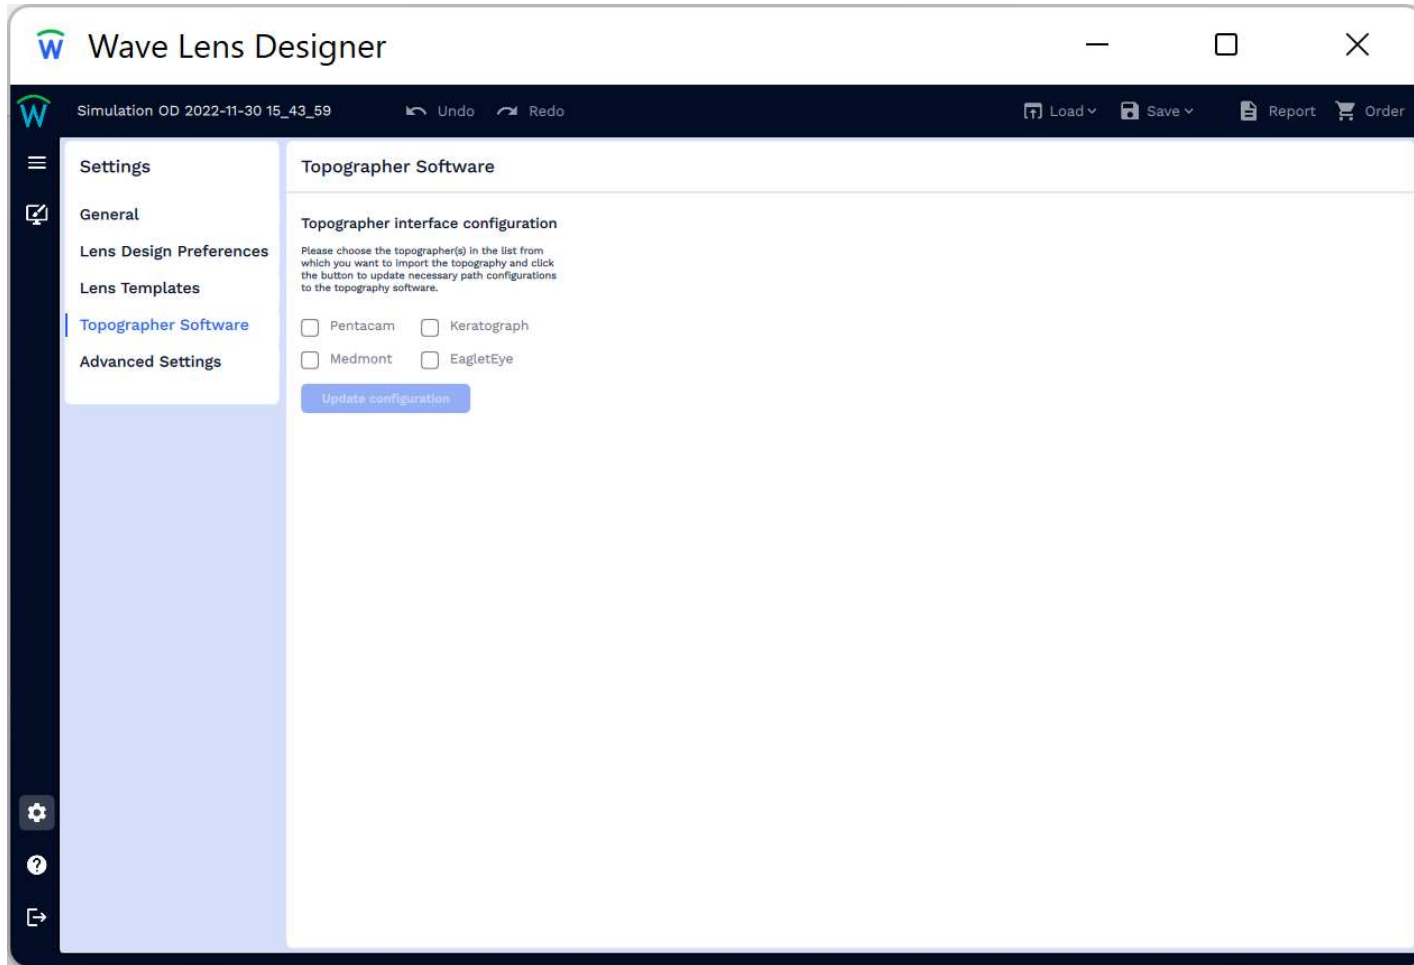 Wave Lens Designer
Simulation OD 2022-11-30 15_43_59
Undo
Redo
Load
Save
Report
Order
Settings
General
Lens Design Preferences
Lens Templates
Topographer Software
Advanced Settings
Topographer Software
Topographer interface configuration
Please choose the topographer(s) in the list from
which you want to import the topography and click
the button to update necessary path configurations
to the topography software.
Pentacam
Keratograph
Medmont
EagletEye
Update configuration